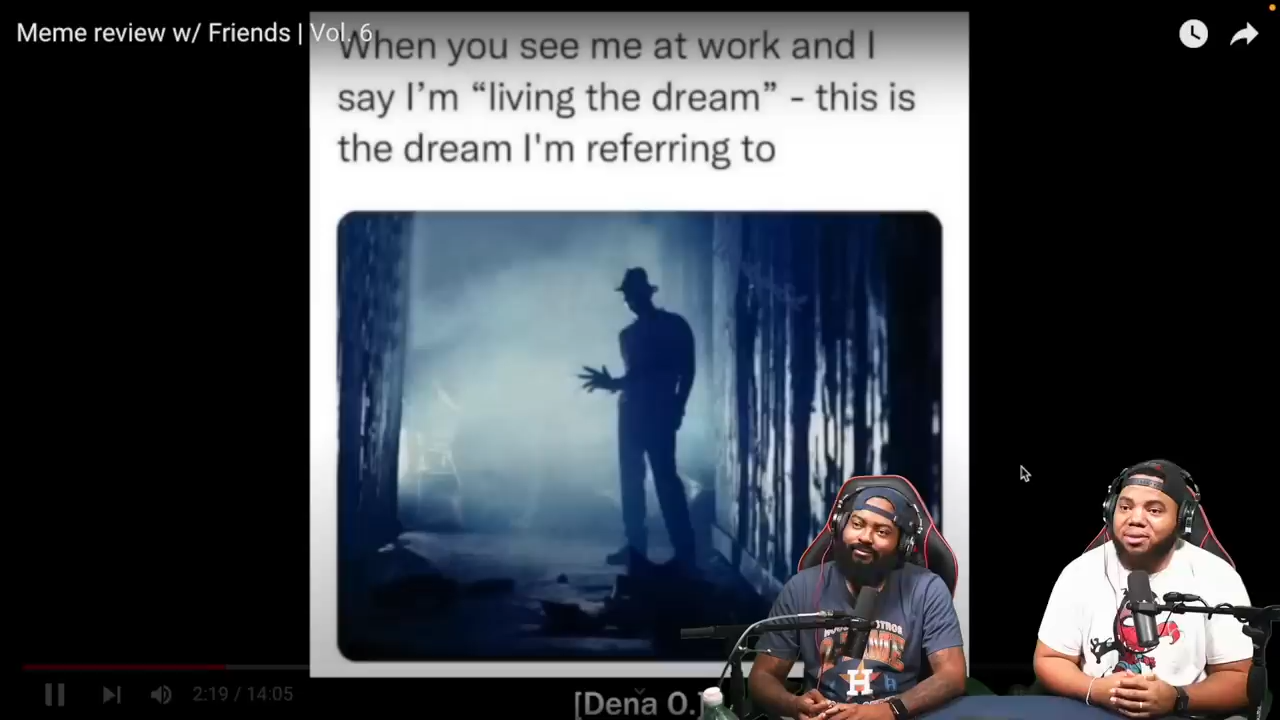 Meme review w/ Friends | Vol. 6
When you see me at work and I
say I’m “living the dream” - this is
the dream I'm referring to
2:19 / 14:05
[Dena O.]
H